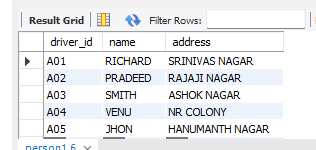 Result Grid Filter Rows:
driver_id name address
A01 RICHARD SRINIVAS NAGAR
A02 PRADEED RAJAJI NAGAR
A03 SMITH ASHOK NAGAR
A04 VENU NR COLONY
A05 JHON HANUMANTH NAGAR
person1 6